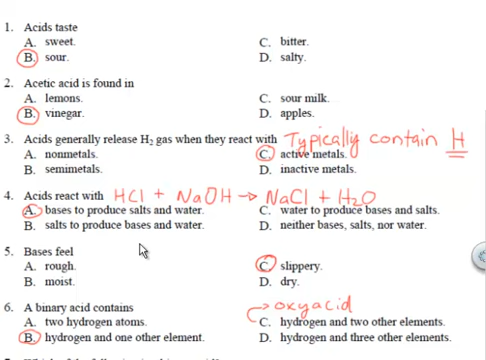 1. Acids taste
A. sweet. C. bitter.
B. sour. D. salty.
2. Acetic acid is found in
A. lemons. C. sour milk.
B. vinegar. D. apples.
3. Acids generally release H₂ gas when they react with Typically contain H
A. nonmetals. C. active metals.
B. semimetals. D. inactive metals.
4. Acids react with HCl + NaOH → NaCl + H₂O
A. bases to produce salts and water. C. water to produce bases and salts.
B. salts to produce bases and water. D. neither bases, salts, nor water.
5. Bases feel
A. rough. C. slippery.
B. moist. D. dry.
6. A binary acid contains → oxyacid
A. two hydrogen atoms. C. hydrogen and two other elements.
B. hydrogen and one other element. D. hydrogen and three other elements.